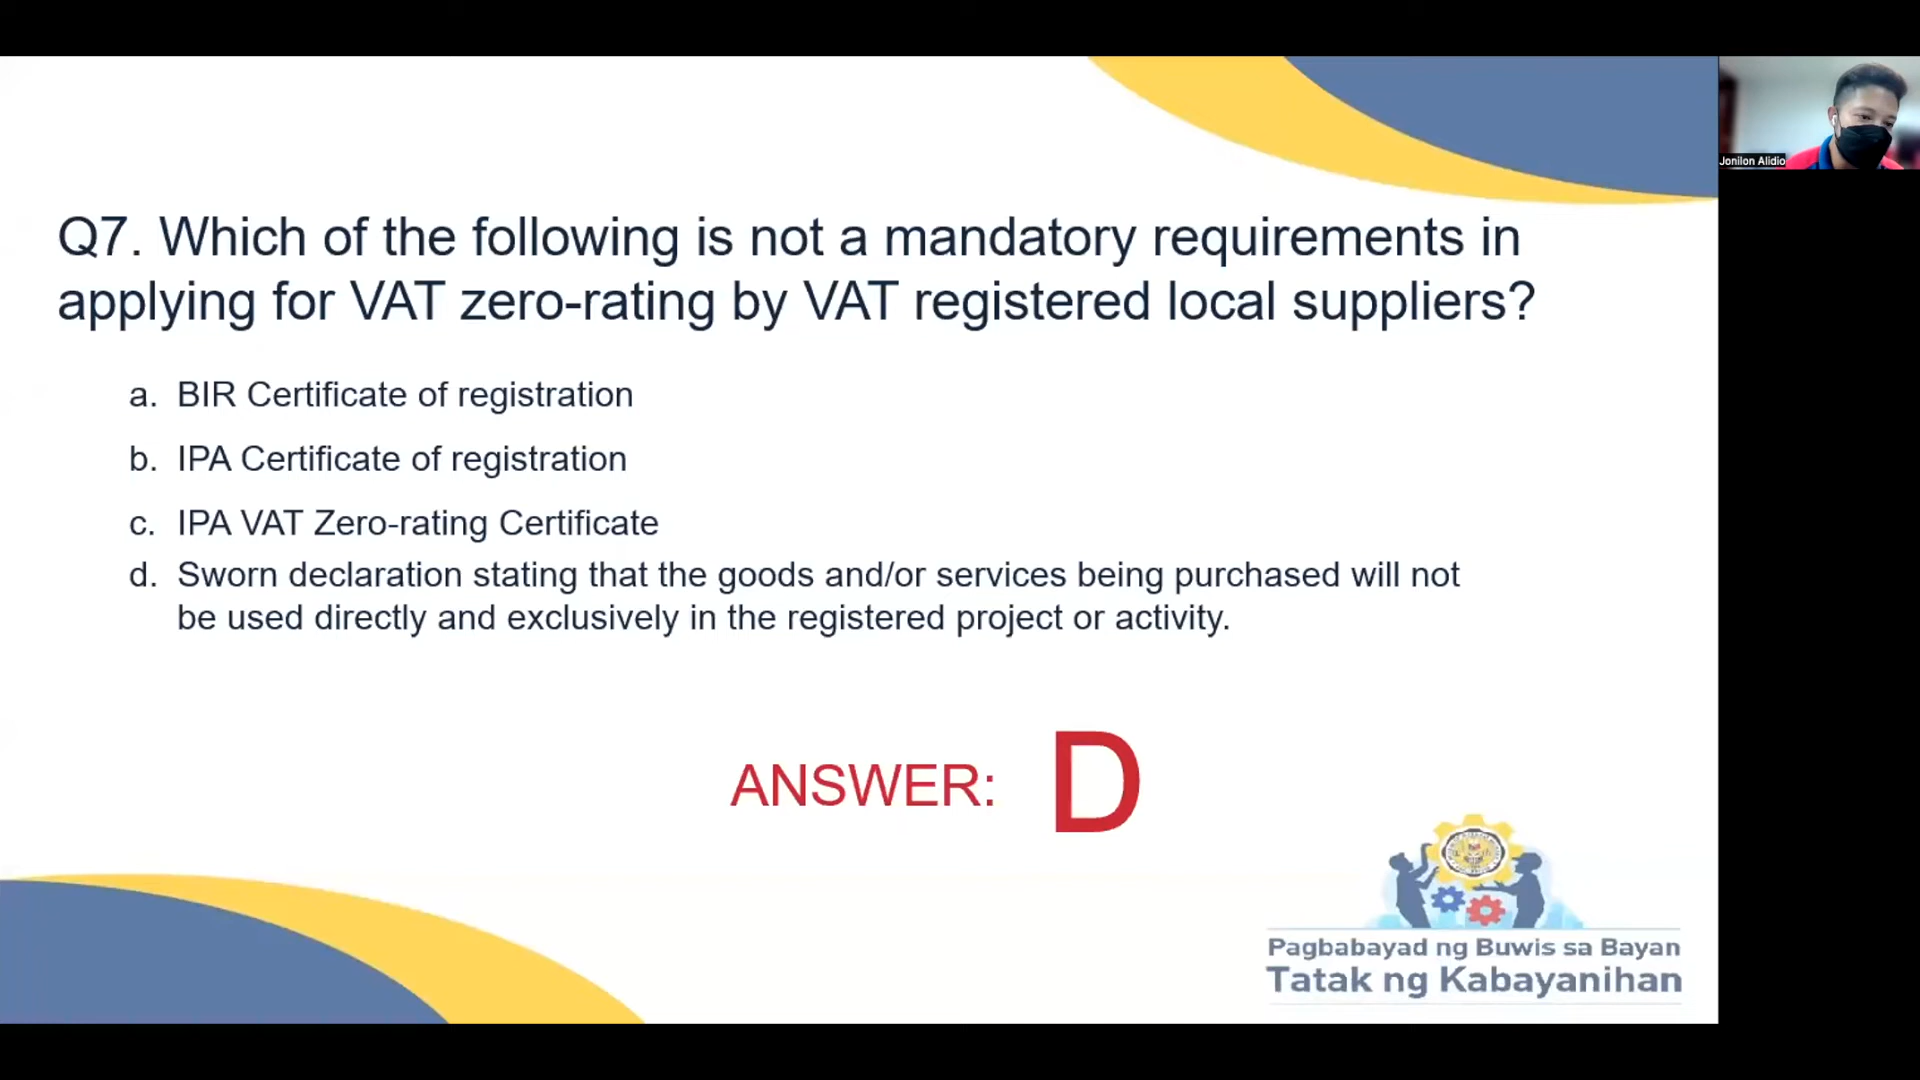 Jonilon Alidio
Q7. Which of the following is not a mandatory requirements in
applying for VAT zero-rating by VAT registered local suppliers?
a. BIR Certificate of registration
b. IPA Certificate of registration
c. IPA VAT Zero-rating Certificate
d. Sworn declaration stating that the goods and/or services being purchased will not
be used directly and exclusively in the registered project or activity.
ANSWER: D
Pagbabayad ng Buwis sa Bayan
Tatak ng Kabayanihan